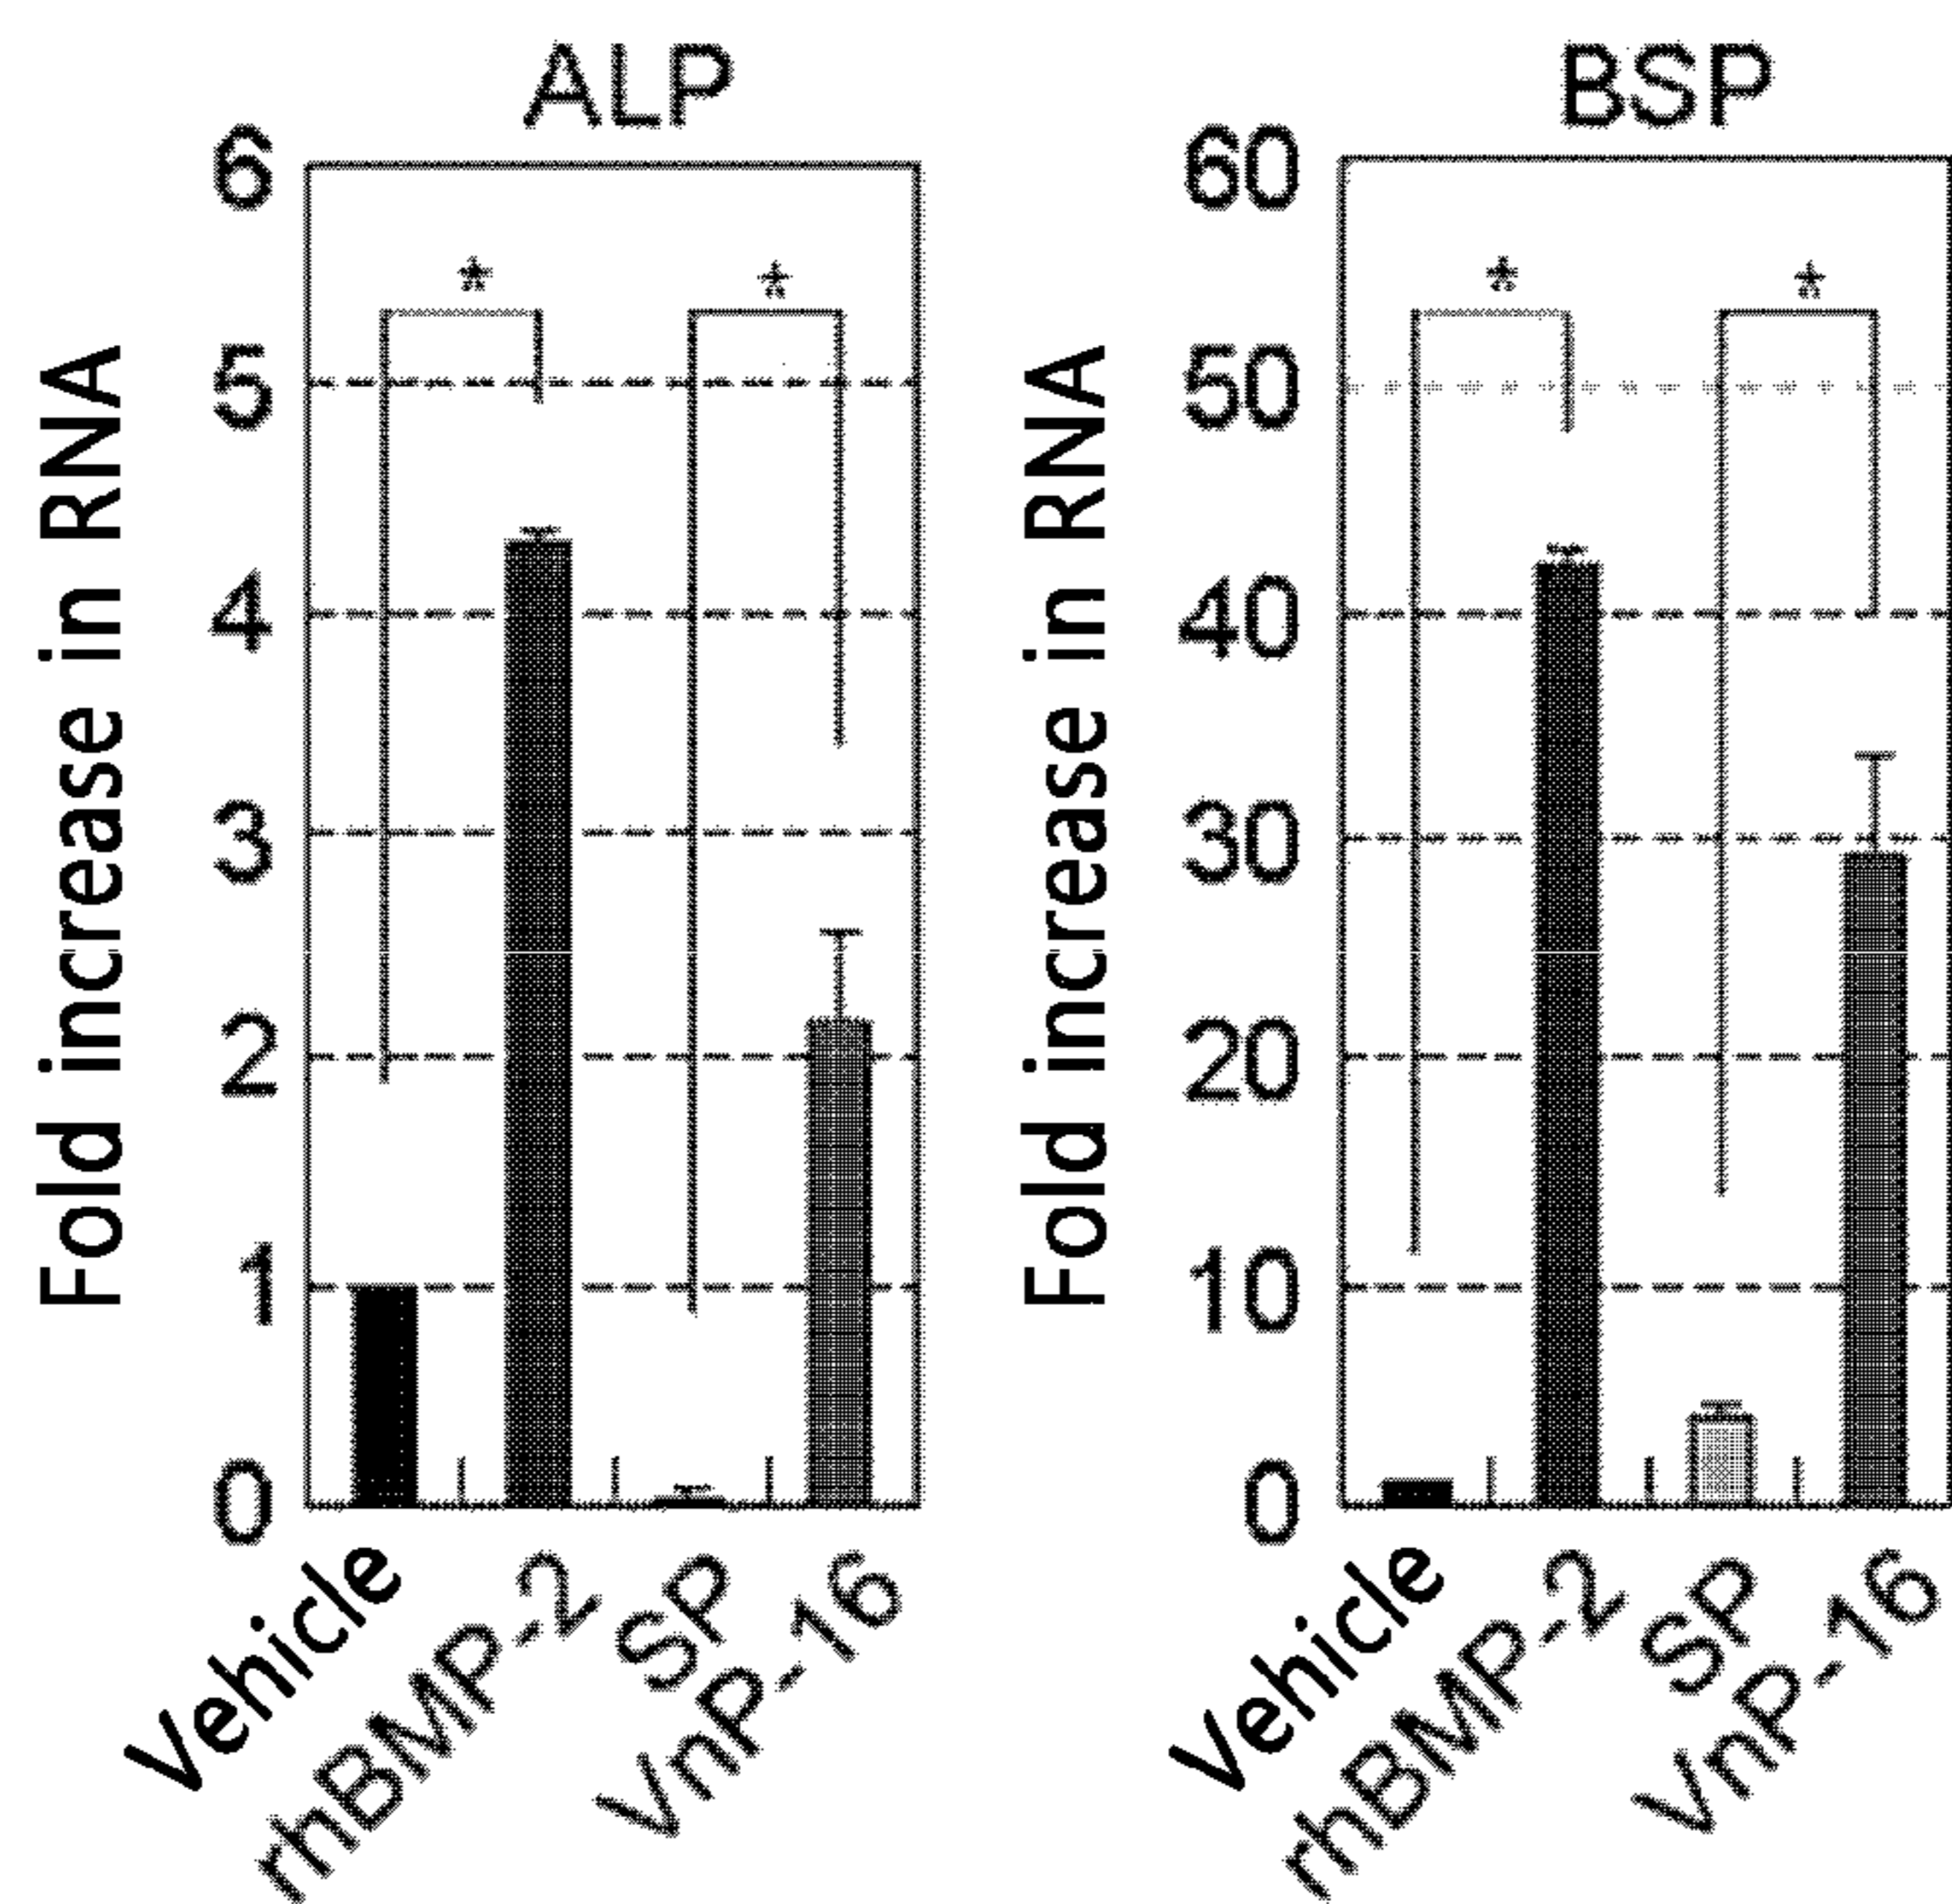 ALP
Fold increase in RNA
6
5
4
3
2
1
0
*
*
Vehicle
rhBMP-2
SP
VnP-16
BSP
Fold increase in RNA
60
50
40
30
20
10
0
*
*
Vehicle
rhBMP-2
SP
VnP-16